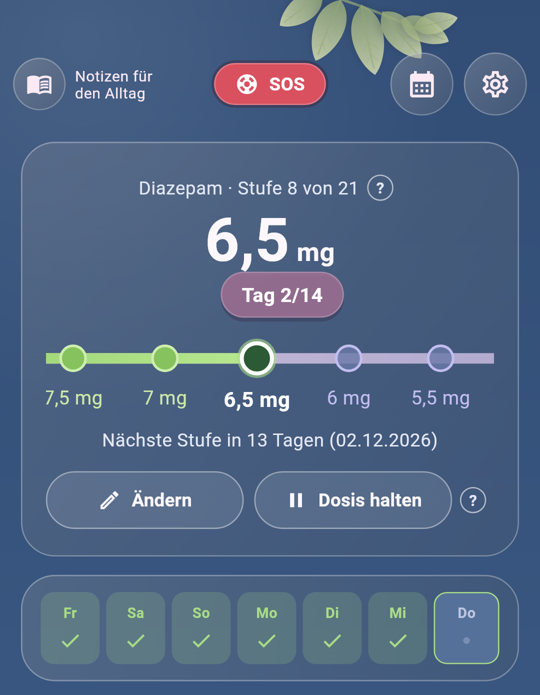 Notizen für
den Alltag
SOS
Diazepam · Stufe 8 von 21 ?
6,5 mg
Tag 2/14
7,5 mg 7 mg 6,5 mg 6 mg 5,5 mg
Nächste Stufe in 13 Tagen (02.12.2026)
Ändern Dosis halten ?
Fr Sa So Mo Di Mi Do